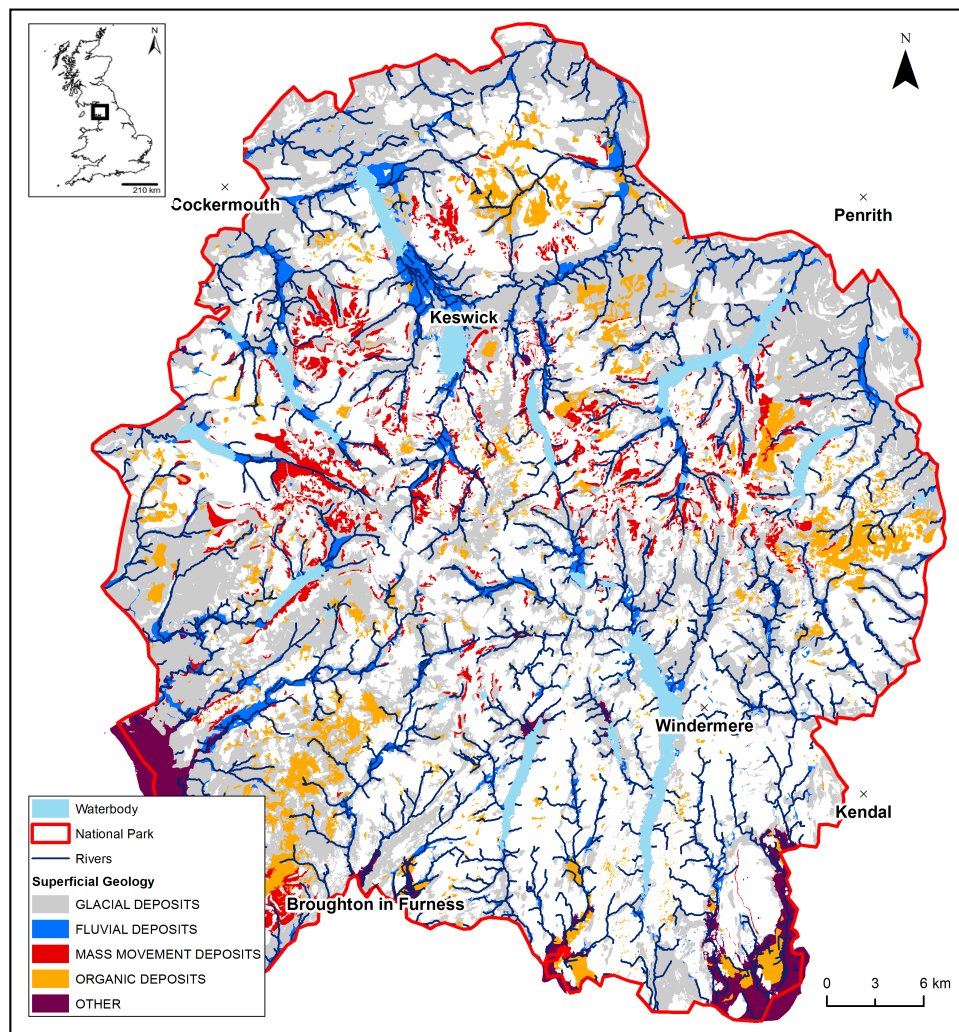 N
210 km
N
Cockermouth
Penrith
Keswick
Windermere
Kendal
Broughton in Furness
Waterbody
National Park
Rivers
Superficial Geology
GLACIAL DEPOSITS
FLUVIAL DEPOSITS
MASS MOVEMENT DEPOSITS
ORGANIC DEPOSITS
OTHER
0 3 6 km